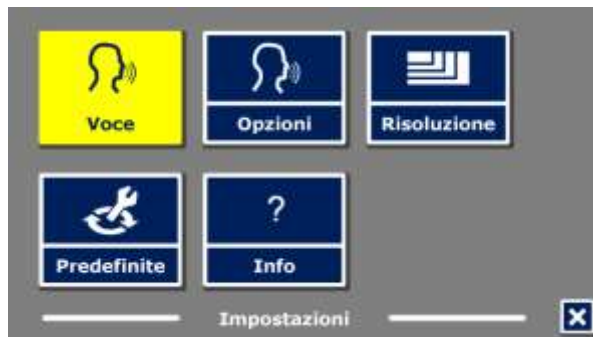 Voce
Opzioni
Risoluzione
?
Predefinite
Info
Impostazioni